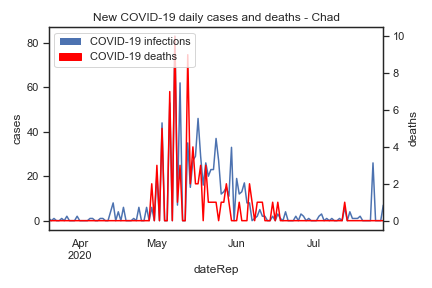 New COVID-19 daily cases and deaths - Chad
COVID-19 infections
COVID-19 deaths
cases
80
60
40
20
0
deaths
10
8
6
4
2
0
Apr
2020
May
Jun
Jul
dateRep